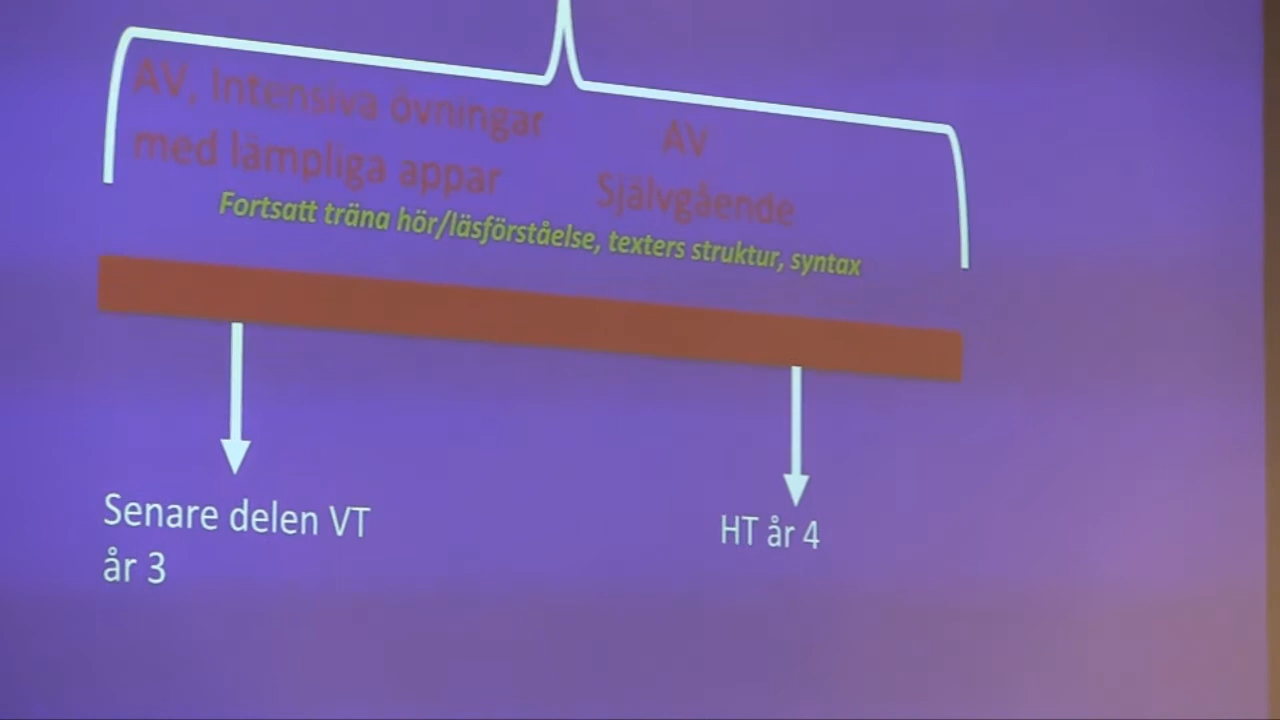 AV, Intensiva övningar
med lämpliga appar
AV
Självgående
Fortsatt träna hör/läsförståelse, texters struktur, syntax
Senare delen VT
år 3
HT år 4